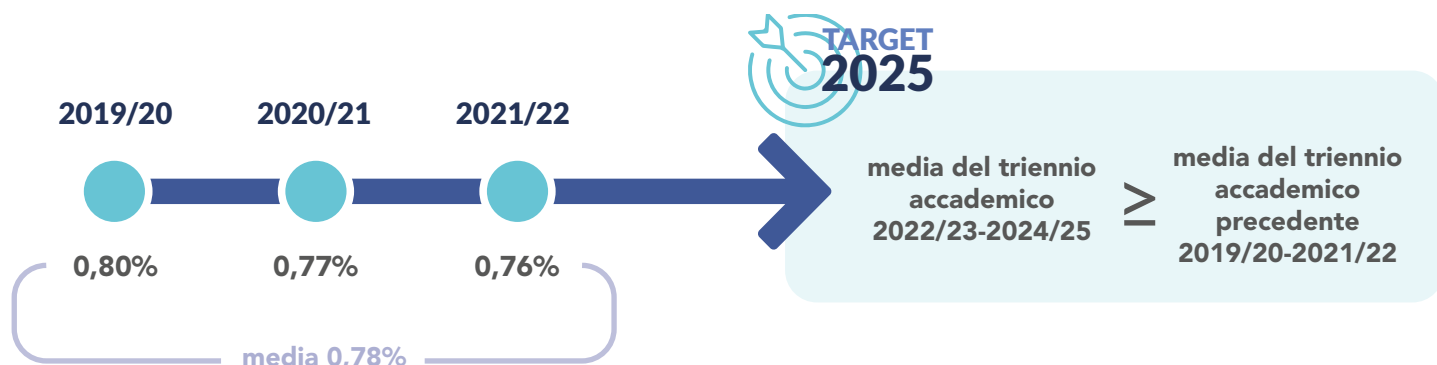 TARGET
2025
2019/20
2020/21
2021/22
0,80%
0,77%
0,76%
media 0,78%
media del triennio
accademico
2022/23-2024/25
≥
media del triennio
accademico
precedente
2019/20-2021/22